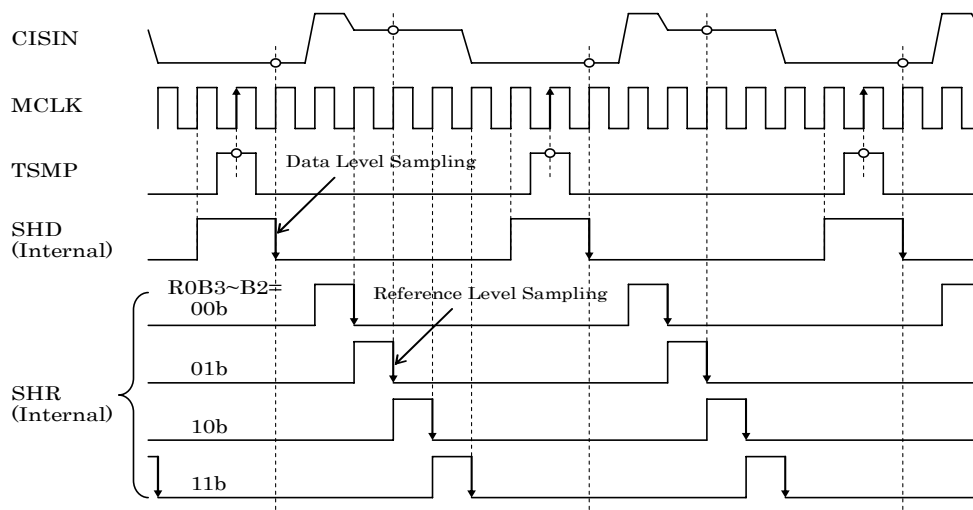 CISIN
MCLK
TSMP
Data Level Sampling
SHD
(Internal)
R0B3~B2=
00b
Reference Level Sampling
01b
SHR
(Internal)
10b
11b